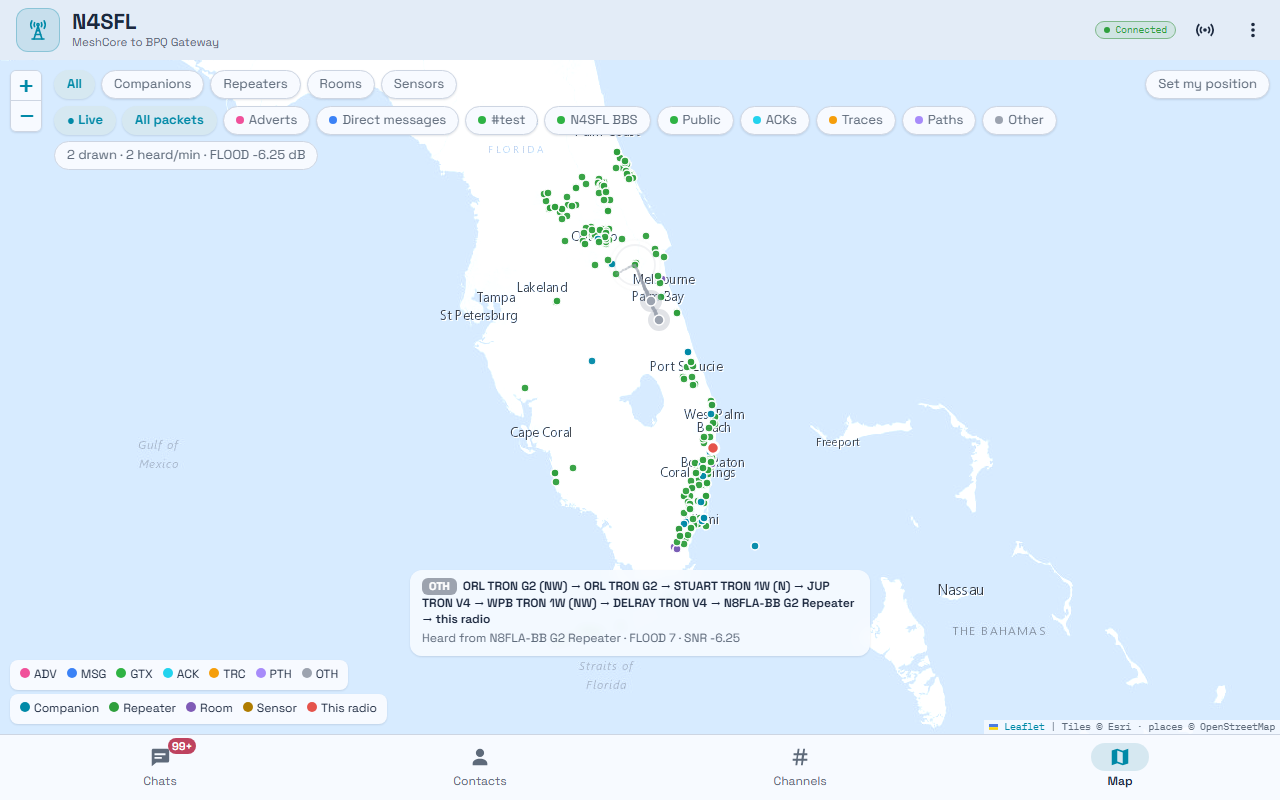 N4SFL
MeshCore to BPQ Gateway
Connected
+
−
All
Companions
Repeaters
Rooms
Sensors
Set my position
● Live
All packets
Adverts
Direct messages
#test
N4SFL BBS
Public
ACKs
Traces
Paths
Other
2 drawn · 2 heard/min · FLOOD -6.25 dB
FLORIDA
Melbourne
Palm Bay
Lakeland
Tampa
St Petersburg
Port St Lucie
West Palm
Beach
Cape Coral
Boca Raton
Coral Springs
Freeport
Gulf of
Mexico
Nassau
THE BAHAMAS
OTH ORL TRON G2 (NW) → ORL TRON G2 → STUART TRON 1W (N) → JUP
TRON V4 → WPB TRON 1W (NW) → DELRAY TRON V4 → N8FLA-BB G2 Repeater
→ this radio
Heard from N8FLA-BB G2 Repeater · FLOOD 7 · SNR -6.25
Straits of
Florida
ADV MSG GTX ACK TRC PTH OTH
Companion Repeater Room Sensor This radio
Leaflet | Tiles © Esri · places © OpenStreetMap
99+
Chats
Contacts
Channels
Map